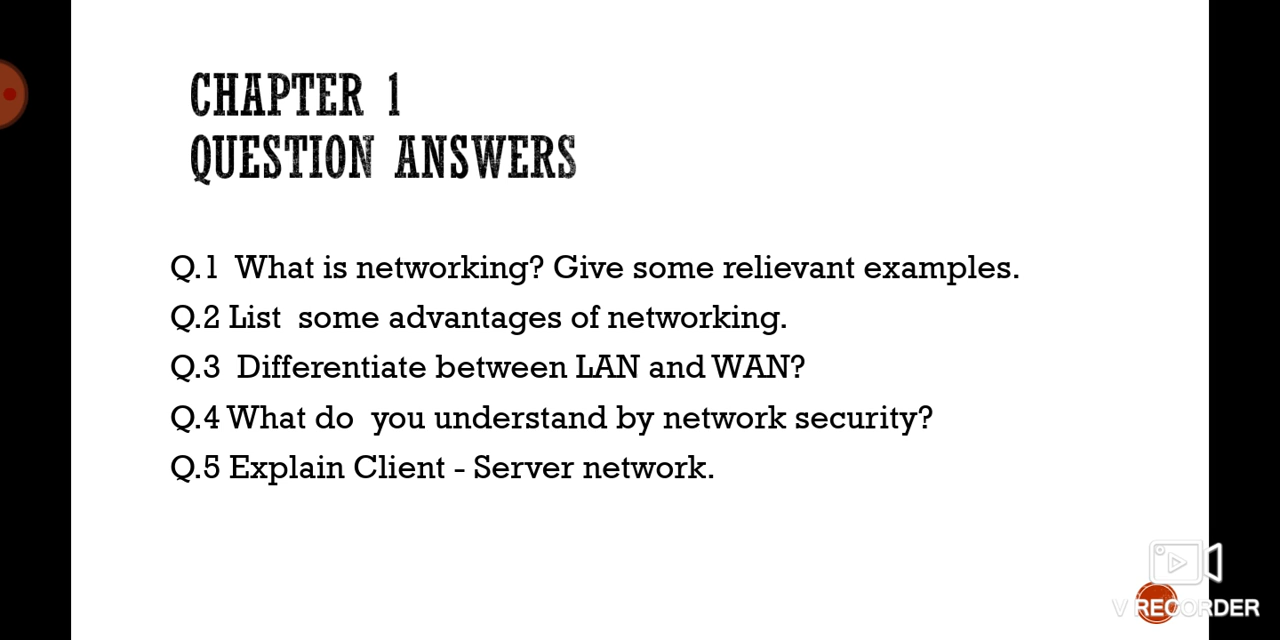 CHAPTER 1
QUESTION ANSWERS
Q.1 What is networking? Give some relievant examples.
Q.2 List some advantages of networking.
Q.3 Differentiate between LAN and WAN?
Q.4 What do you understand by network security?
Q.5 Explain Client - Server network.
V RECORDER